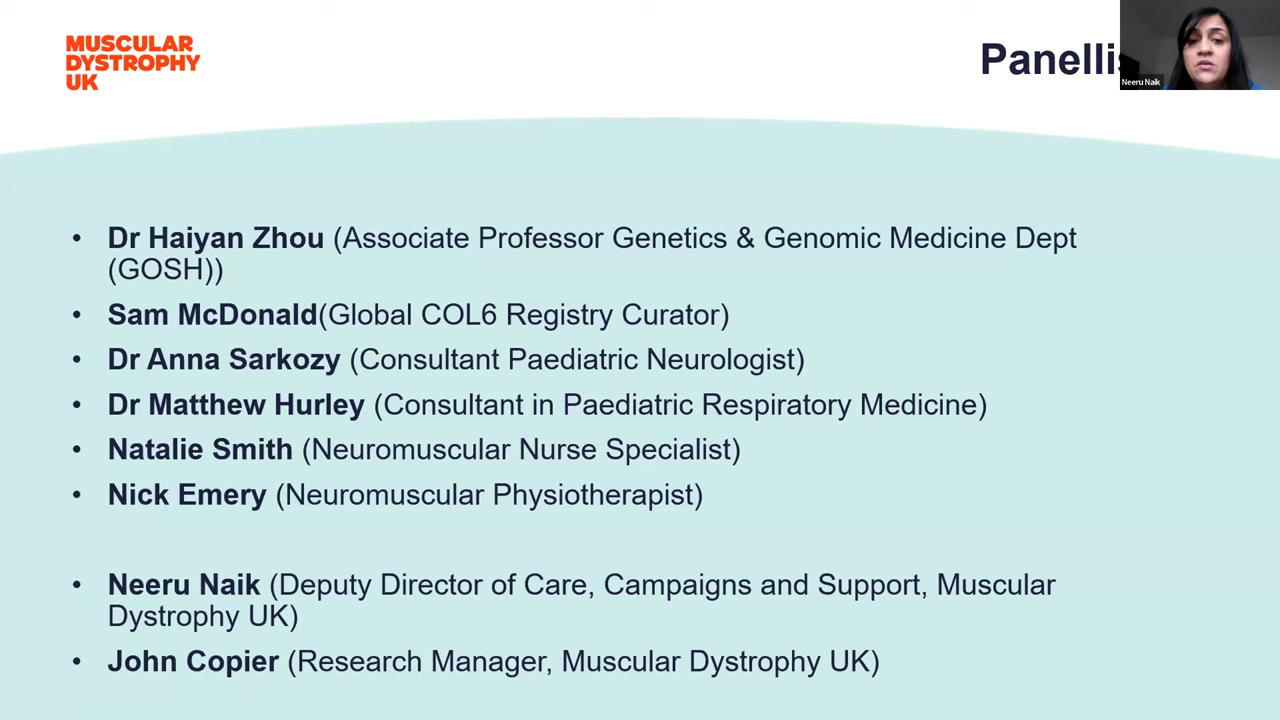 MUSCULAR
DYSTROPHY
UK
Neeru Naik
• Dr Haiyan Zhou (Associate Professor Genetics & Genomic Medicine Dept
(GOSH))
• Sam McDonald(Global COL6 Registry Curator)
• Dr Anna Sarkozy (Consultant Paediatric Neurologist)
• Dr Matthew Hurley (Consultant in Paediatric Respiratory Medicine)
• Natalie Smith (Neuromuscular Nurse Specialist)
• Nick Emery (Neuromuscular Physiotherapist)
• Neeru Naik (Deputy Director of Care, Campaigns and Support, Muscular
Dystrophy UK)
• John Copier (Research Manager, Muscular Dystrophy UK)